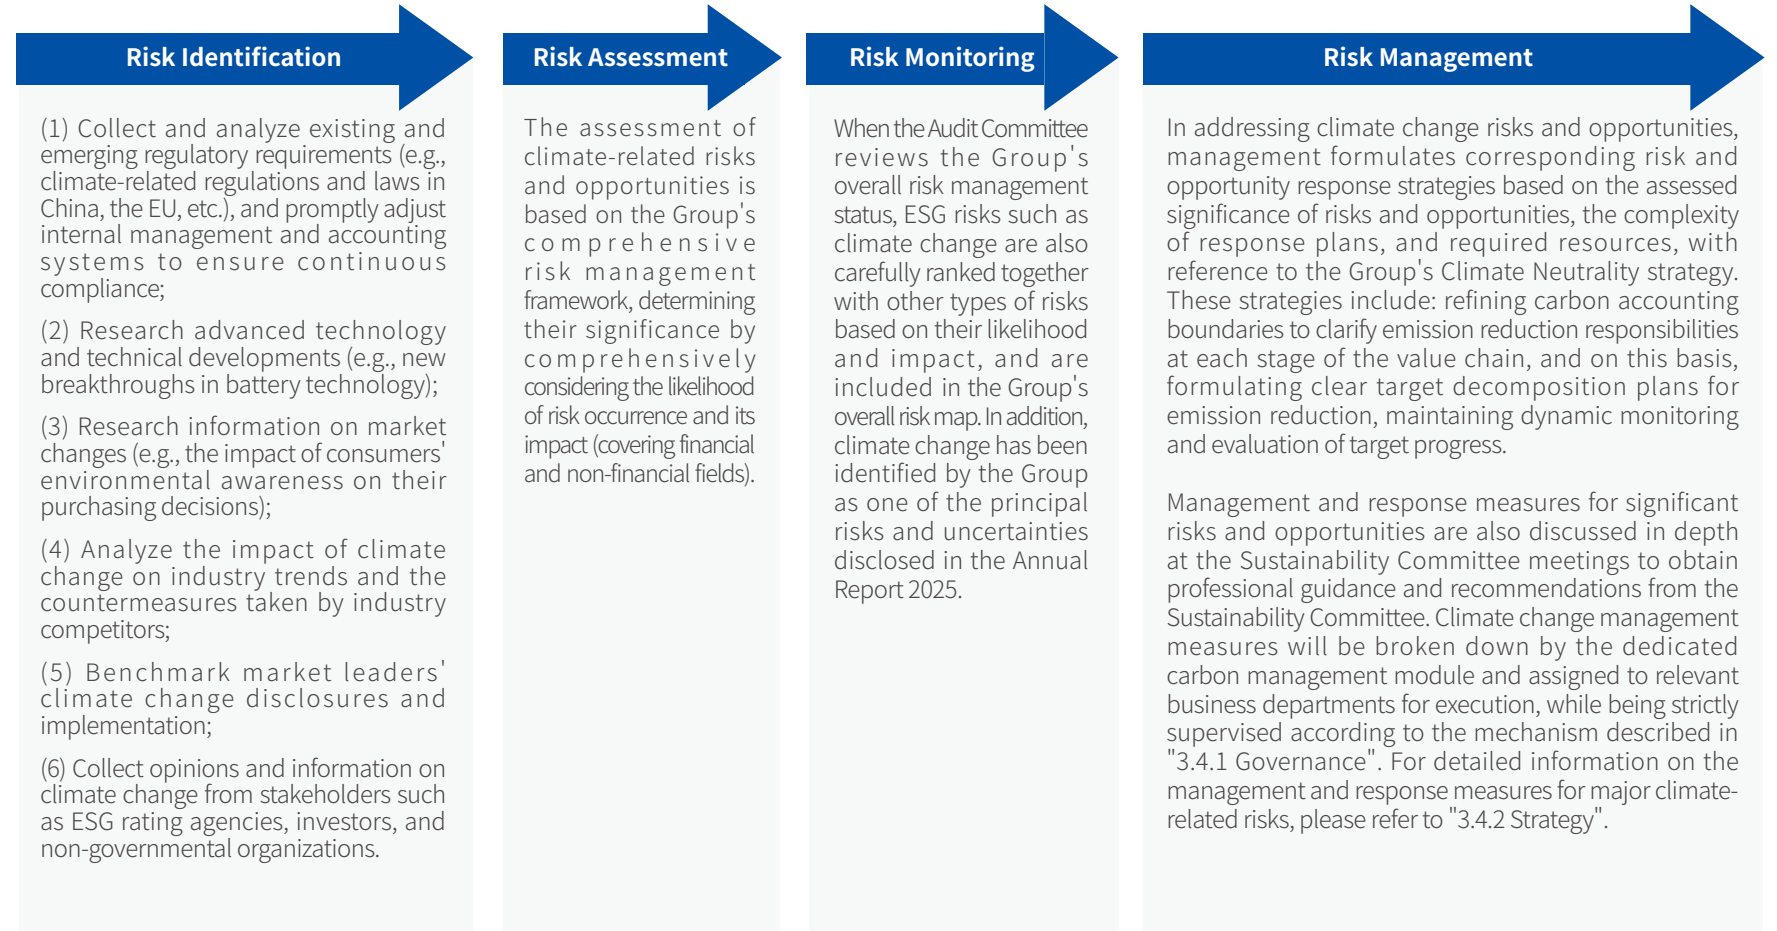 Risk Identification
(1) Collect and analyze existing and
emerging regulatory requirements (e.g.,
climate-related regulations and laws in
China, the EU, etc.), and promptly adjust
internal management and accounting
systems to ensure continuous
compliance;
(2) Research advanced technology
and technical developments (e.g., new
breakthroughs in battery technology);
(3) Research information on market
changes (e.g., the impact of consumers'
environmental awareness on their
purchasing decisions);
(4) Analyze the impact of climate
change on industry trends and the
countermeasures taken by industry
competitors;
(5) Benchmark market leaders'
climate change disclosures and
implementation;
(6) Collect opinions and information on
climate change from stakeholders such
as ESG rating agencies, investors, and
non-governmental organizations.
Risk Assessment
The assessment of
climate-related risks
and opportunities is
based on the Group's
comprehensive
risk management
framework, determining
their significance by
comprehensively
considering the likelihood
of risk occurrence and its
impact (covering financial
and non-financial fields).
Risk Monitoring
When the Audit Committee
reviews the Group's
overall risk management
status, ESG risks such as
climate change are also
carefully ranked together
with other types of risks
based on their likelihood
and impact, and are
included in the Group's
overall risk map. In addition,
climate change has been
identified by the Group
as one of the principal
risks and uncertainties
disclosed in the Annual
Report 2025.
Risk Management
In addressing climate change risks and opportunities,
management formulates corresponding risk and
opportunity response strategies based on the assessed
significance of risks and opportunities, the complexity
of response plans, and required resources, with
reference to the Group's Climate Neutrality strategy.
These strategies include: refining carbon accounting
boundaries to clarify emission reduction responsibilities
at each stage of the value chain, and on this basis,
formulating clear target decomposition plans for
emission reduction, maintaining dynamic monitoring
and evaluation of target progress.
Management and response measures for significant
risks and opportunities are also discussed in depth
at the Sustainability Committee meetings to obtain
professional guidance and recommendations from the
Sustainability Committee. Climate change management
measures will be broken down by the dedicated
carbon management module and assigned to relevant
business departments for execution, while being strictly
supervised according to the mechanism described in
"3.4.1 Governance". For detailed information on the
management and response measures for major climate-
related risks, please refer to "3.4.2 Strategy".